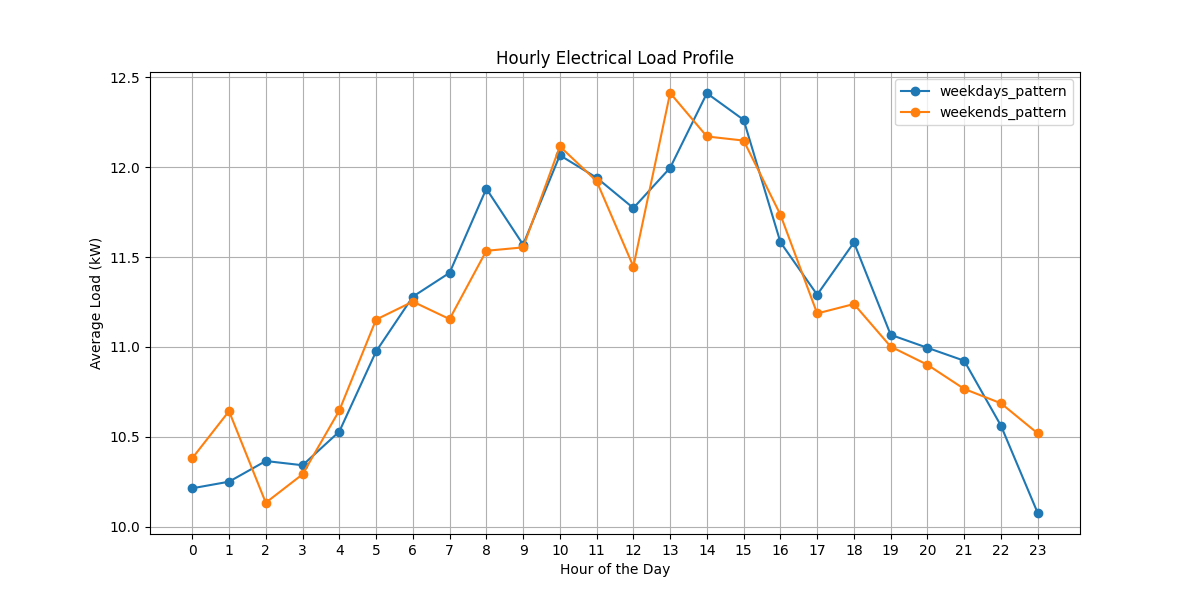 Hourly Electrical Load Profile
weekdays_pattern
weekends_pattern
Average Load (kW)
12.5
12.0
11.5
11.0
10.5
10.0
0 1 2 3 4 5 6 7 8 9 10 11 12 13 14 15 16 17 18 19 20 21 22 23
Hour of the Day